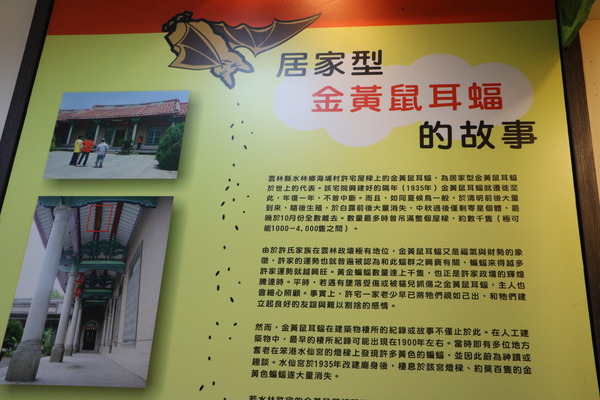 居家型
金黃鼠耳蝠
的故事
雲林縣水林鄉海埔村許宅屋樑上的金黃鼠耳蝠，為居家型金黃鼠耳蝠
於世上的代表。該宅院興建好的隔年（1935年）金黃鼠耳蝠就遷徙至
此，年復一年，不曾中斷。而且，如同夏候鳥一般，於清明前後大量
到來，隨後生殖，於白露前後大量消失，中秋過後僅剩零星個體，最
晚於10月份全數離去。數量最多時曾吊滿整個屋樑，約數千隻（極可
能1000-4,000隻之間）。
由於許氏家族在雲林政壇極有地位，金黃鼠耳蝠又是福氣與財勢的象
徵，許家的運勢也就普遍被認為和此蝠群之興衰有關，蝙蝠來得越多
許家運勢就越興旺。黃金蝙蝠數量達上千隻，也正是許家政壇的輝煌
騰達時。平時，若遇有墜落受傷或被貓兒抓傷之金黃鼠耳蝠，主人也
會細心照顧。事實上，許宅一家老少早已將牠們視如己出，和牠們建
立起良好的友誼與難以割捨的感情。
然而，金黃鼠耳蝠在建築物棲所的紀錄或故事不僅止於此。在人工建
築物中，最早的棲所紀錄可能出現在1900年左右。當時即有多位地方
耆老在笨港水仙宮的燈樑上發現許多黃色的蝙蝠，並因此蔚為神蹟或
趣談。水仙宮於1935年改建廟身後，棲息於該宮燈樑、約莫百隻的金
黃色蝙蝠遂大量消失。